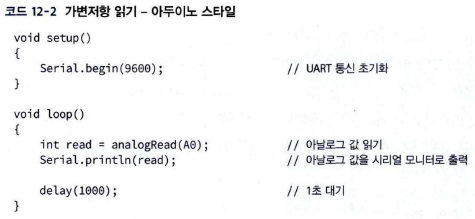 코드 12-2 가변저항 읽기 – 아두이노 스타일
void setup()
{
    Serial.begin(9600);                // UART 통신 초기화
}
void loop()
{
    int read = analogRead(A0);         // 아날로그 값 읽기
    Serial.println(read);              // 아날로그 값을 시리얼 모니터로 출력
    delay(1000);                       // 1초 대기
}